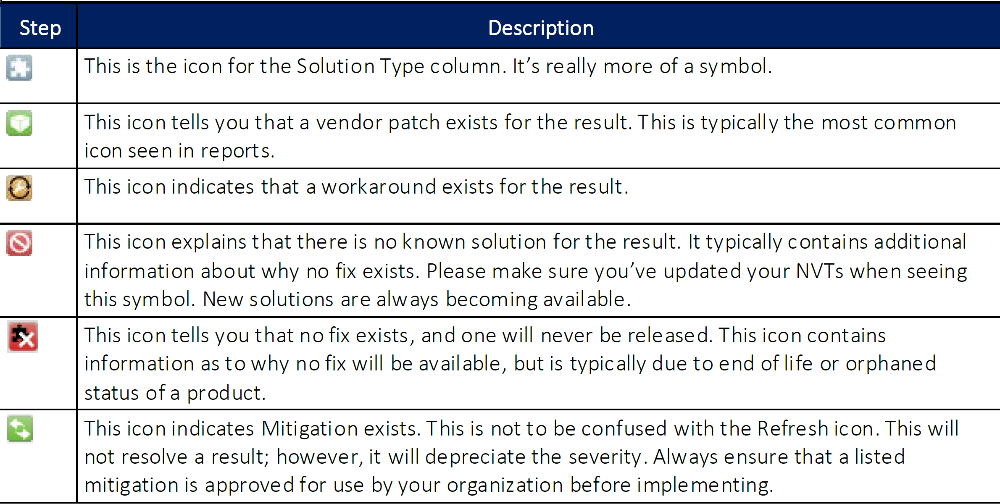 Step Description
This is the icon for the Solution Type column. It’s really more of a symbol.
This icon tells you that a vendor patch exists for the result. This is typically the most common
icon seen in reports.
This icon indicates that a workaround exists for the result.
This icon explains that there is no known solution for the result. It typically contains additional
information about why no fix exists. Please make sure you’ve updated your NVTs when seeing
this symbol. New solutions are always becoming available.
This icon tells you that no fix exists, and one will never be released. This icon contains
information as to why no fix will be available, but is typically due to end of life or orphaned
status of a product.
This icon indicates Mitigation exists. This is not to be confused with the Refresh icon. This will
not resolve a result; however, it will depreciate the severity. Always ensure that a listed
mitigation is approved for use by your organization before implementing.